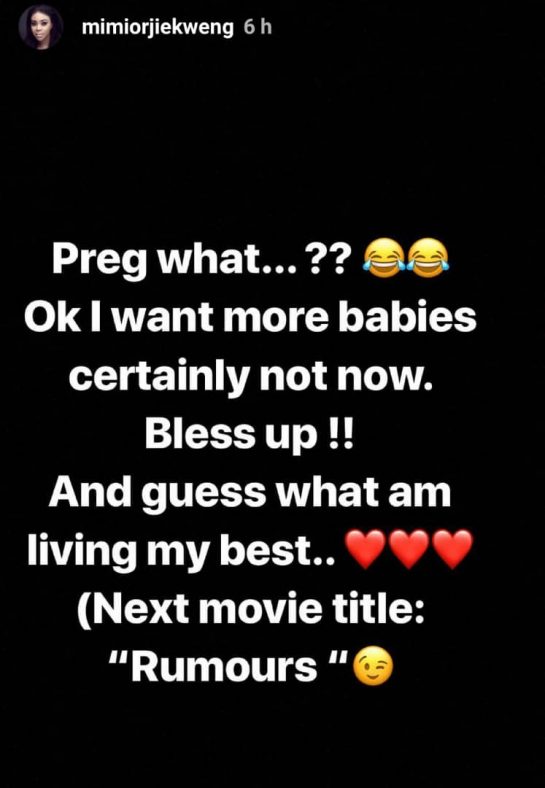 mimiorjiekweng 6 h
Preg what... ?? 😂😂
Ok I want more babies
certainly not now.
Bless up !!
And guess what am
living my best.. ❤️❤️❤️
(Next movie title:
"Rumours "😉